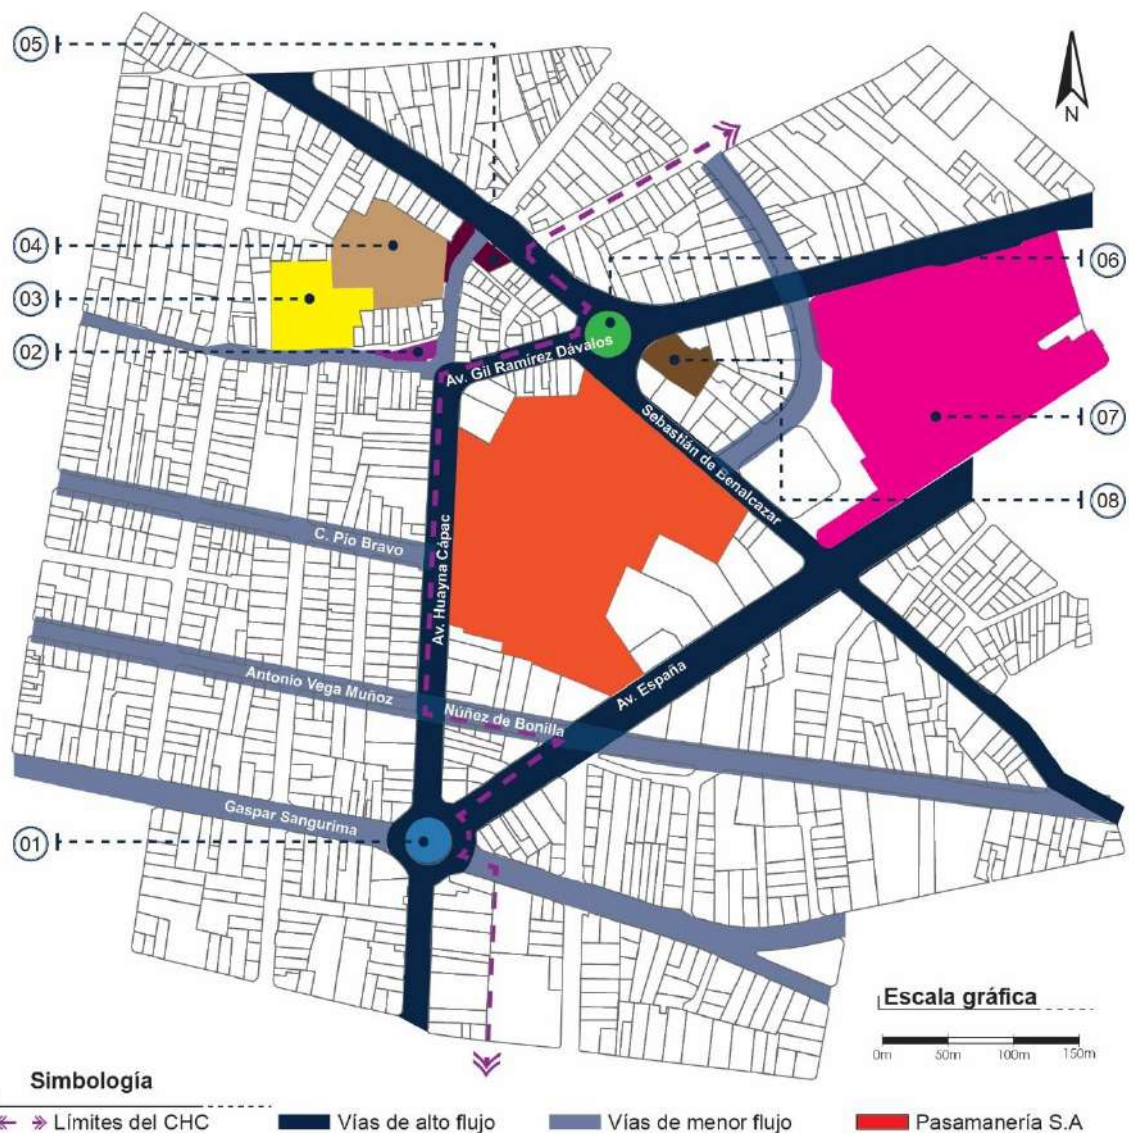 05
04
03
02
01
N
06
07
08
Av. Gil Ramírez Dávalos
Sebastián de Benalcazar
C. Pío Bravo
Av. Huayna Cápac
Antonio Vega Muñoz
Núñez de Bonilla
Av. España
Gaspar Sangurima
Escala gráfica
0m 50m 100m 150m
Simbología
Límites del CHC
Vías de alto flujo
Vías de menor flujo
Pasamanería S.A